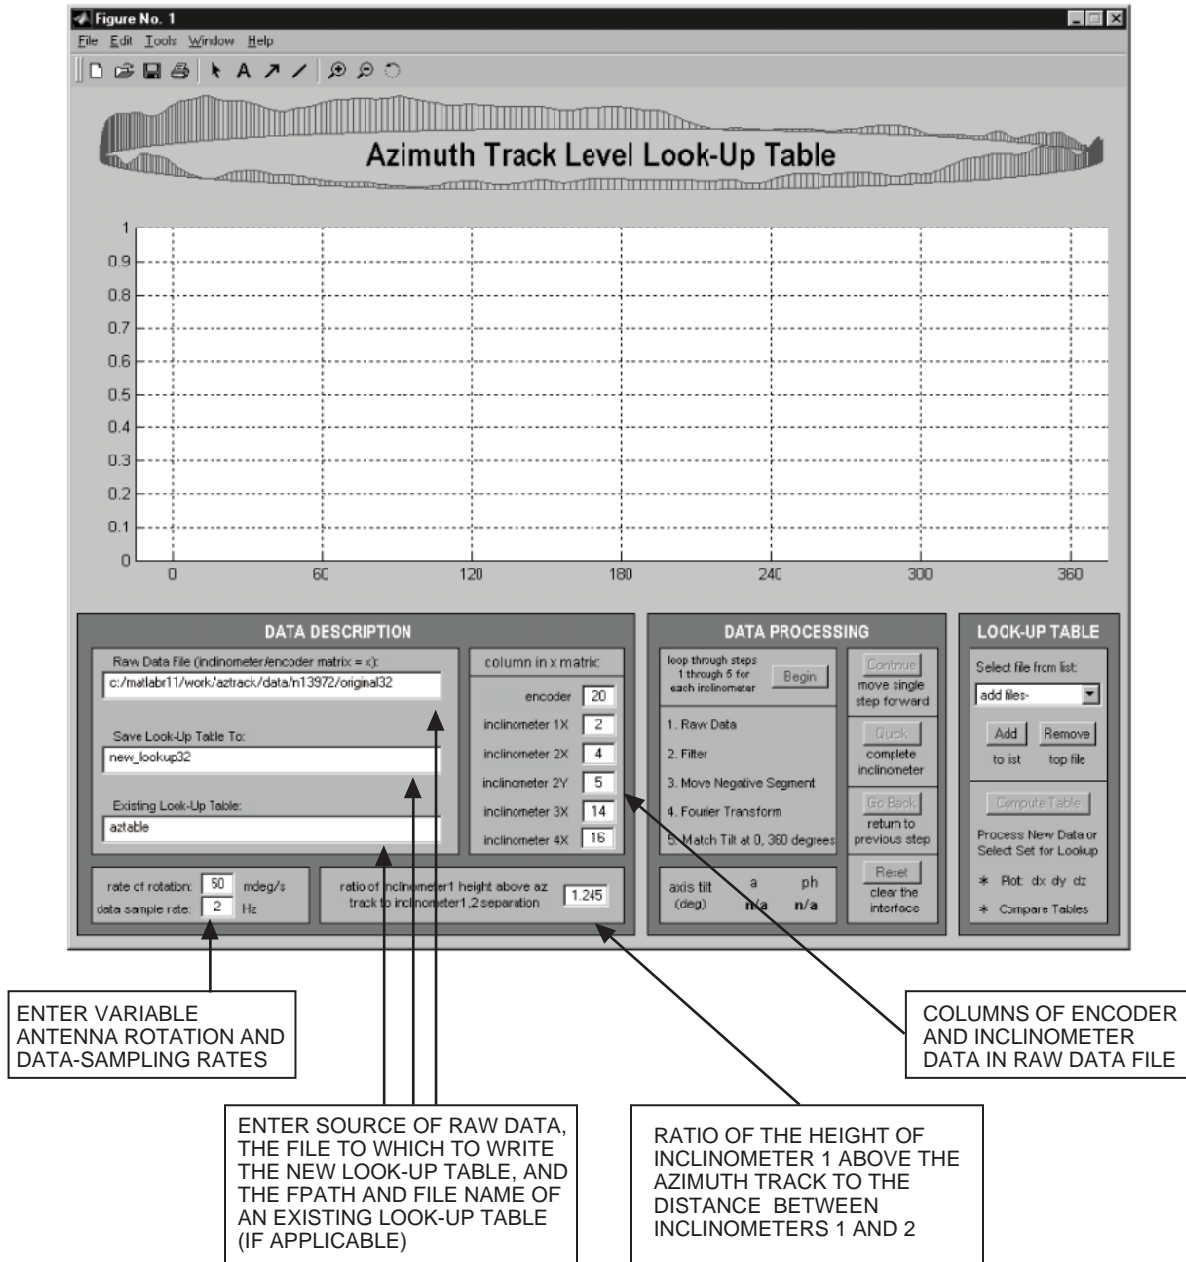 Figure No. 1
File Edit Tools Window Help
A
Azimuth Track Level Look-Up Table
1
0.9
0.8
0.7
0.6
0.5
0.4
0.3
0.2
0.1
0
0 60 120 180 240 300 360
DATA DESCRIPTION
Raw Data File (inclinometer/encoder matrix = x):
c:/matlabr11/work/aztrack/data/n13972/original32
Save Look-Up Table To:
new_lookup32
Existing Look-Up Table:
aztable
column in x matrix:
encoder 20
inclinometer 1X 2
inclinometer 2X 4
inclinometer 2Y 5
inclinometer 3X 14
inclinometer 4X 16
rate of rotation: 50 mdeg/s
data sample rate: 2 Hz
ratio of inclinometer1 height above az
track to inclinometer1,2 separation
1.245
DATA PROCESSING
loop through steps
1 through 5 for
each inclinometer
Begin
1. Raw Data
2. Filter
3. Move Negative Segment
4. Fourier Transform
5. Match Tilt at 0, 360 degrees
axis tilt a ph
(deg) n/a n/a
Continue
move single
step forward
Quick
complete
inclinometer
Go Back
return to
previous step
Reset
clear the
interface
LOOK-UP TABLE
Select file from list:
add files-
Add Remove
to list top file
Compute Table
Process New Data or
Select Set for Lookup
* Plot: dx dy dz
* Compare Tables
ENTER VARIABLE
ANTENNA ROTATION AND
DATA-SAMPLING RATES
ENTER SOURCE OF RAW DATA,
THE FILE TO WHICH TO WRITE
THE NEW LOOK-UP TABLE, AND
THE FPATH AND FILE NAME OF
AN EXISTING LOOK-UP TABLE
(IF APPLICABLE)
RATIO OF THE HEIGHT OF
INCLINOMETER 1 ABOVE THE
AZIMUTH TRACK TO THE
DISTANCE BETWEEN
INCLINOMETERS 1 AND 2
COLUMNS OF ENCODER
AND INCLINOMETER
DATA IN RAW DATA FILE